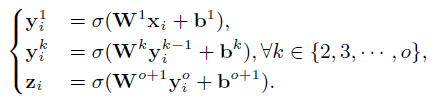 y_i^1 = σ(W^1 x_i + b^1),
y_i^k = σ(W^k y_i^{k−1} + b^k), ∀k ∈ {2, 3, ⋯ , o},
z_i = σ(W^{o+1} y_i^o + b^{o+1}).